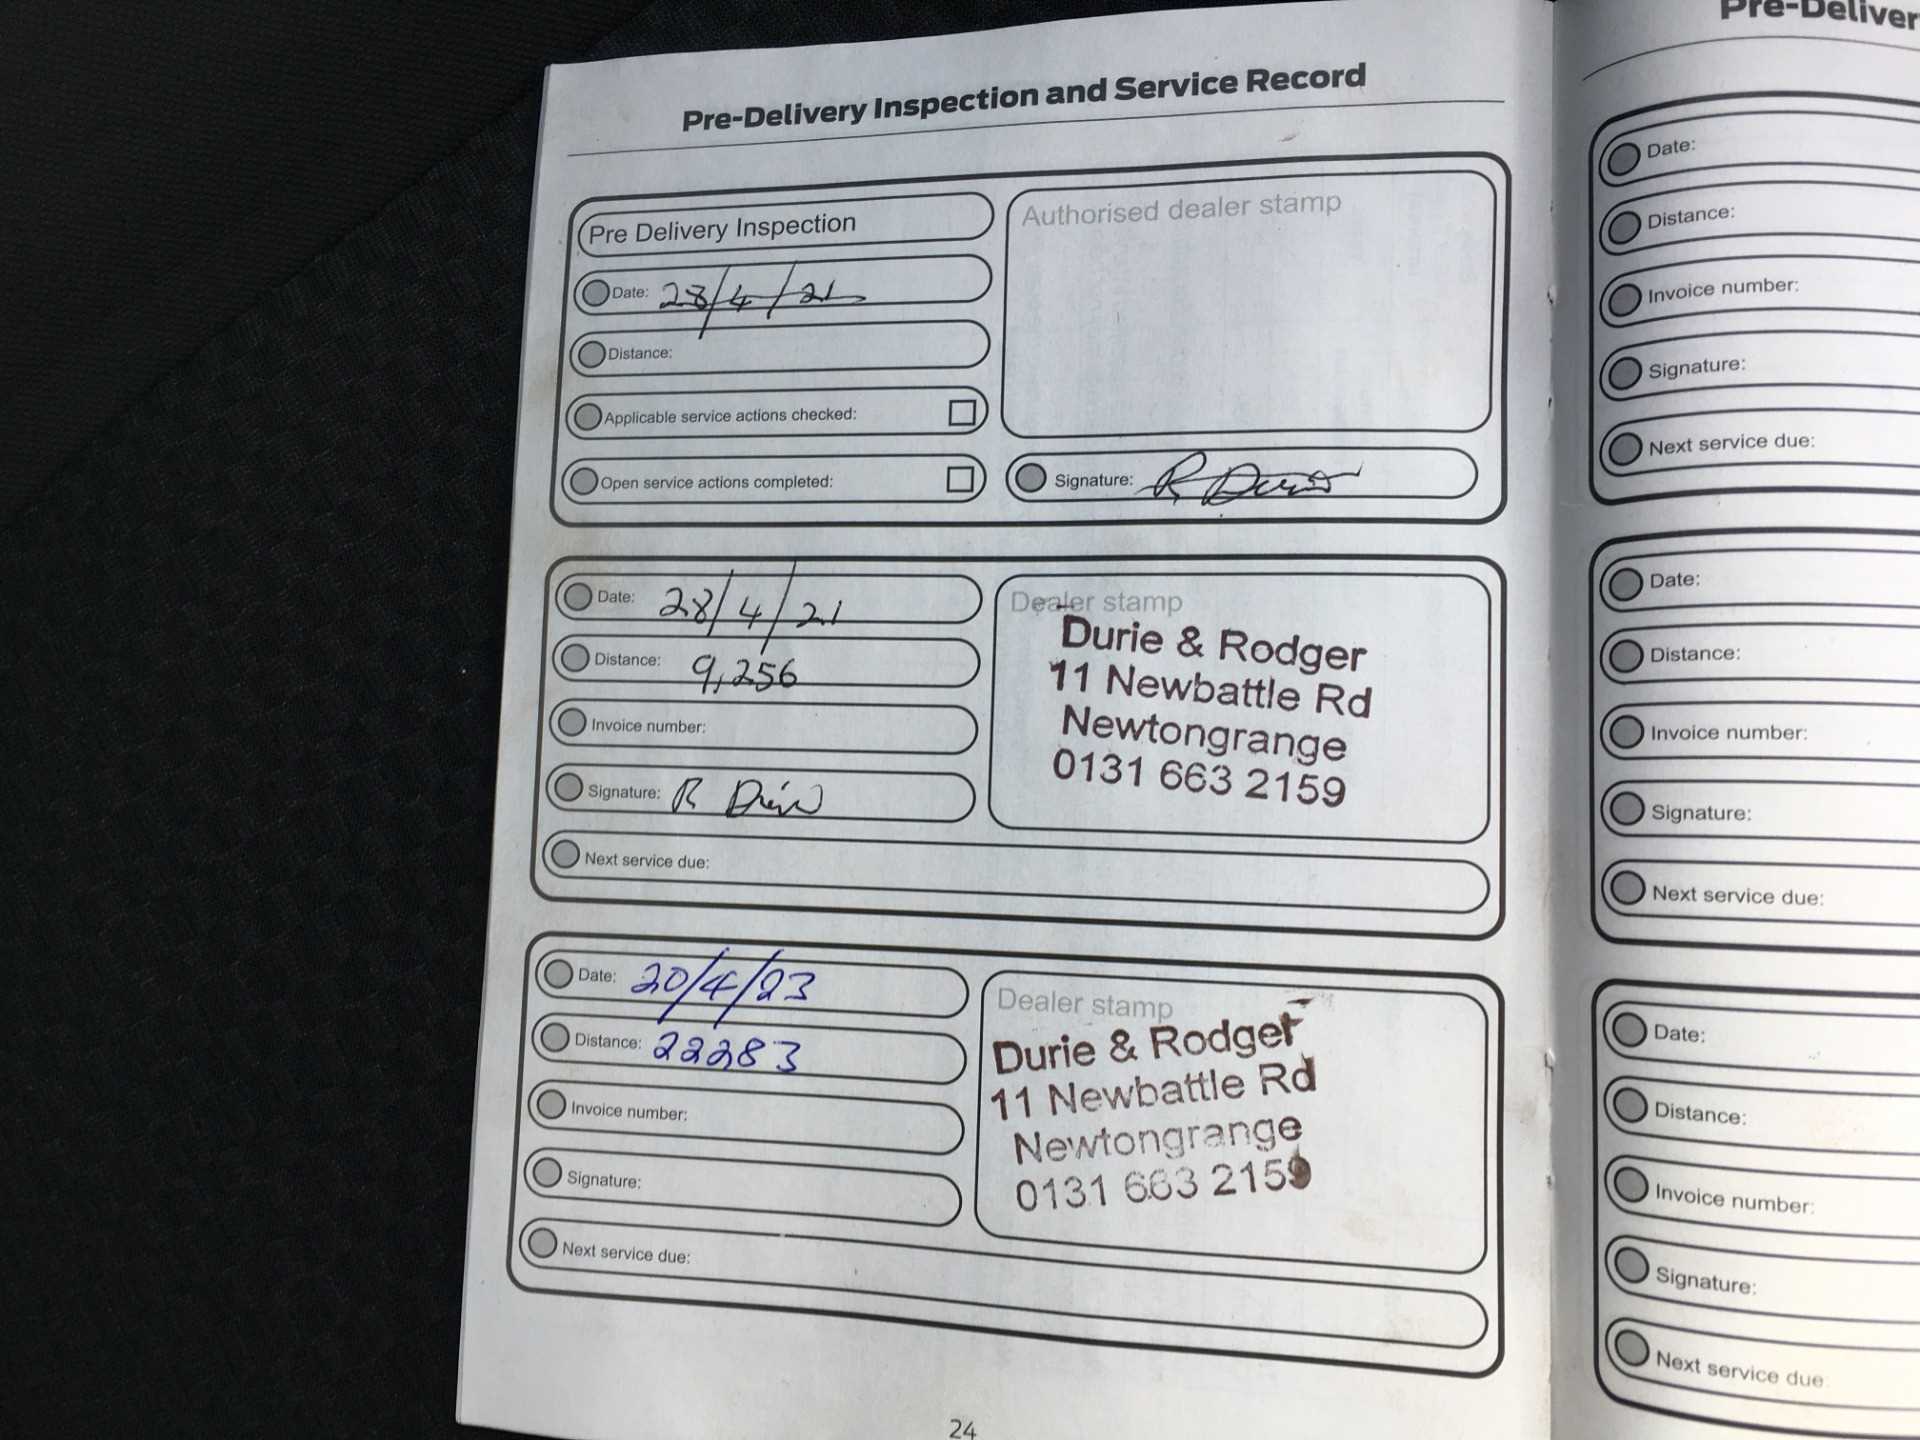 Pre-Delivery Inspection and Service Record
Pre Delivery Inspection
Date: 28/4/21
Distance:
Applicable service actions checked:
Open service actions completed:
Authorised dealer stamp
Signature: R
Date: 28/4/21
Distance: 9,256
Invoice number:
Signature: R
Next service due:
Dealer stamp
Durie & Rodger
11 Newbattle Rd
Newtongrange
0131 663 2159
Date: 20/4/23
Distance: 22283
Invoice number:
Signature:
Next service due:
Dealer stamp
Durie & Rodger
11 Newbattle Rd
Newtongrange
0131 663 2159
24
Pre-Deliver
Date:
Distance:
Invoice number:
Signature:
Next service due:
Date:
Distance:
Invoice number:
Signature:
Next service due:
Date:
Distance:
Invoice number:
Signature:
Next service due: